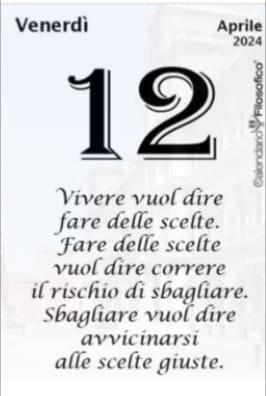 Venerdì
Aprile
2024
12
©alendario Filosofico®
Vivere vuol dire
fare delle scelte.
Fare delle scelte
vuol dire correre
il rischio di sbagliare.
Sbagliare vuol dire
avvicinarsi
alle scelte giuste.